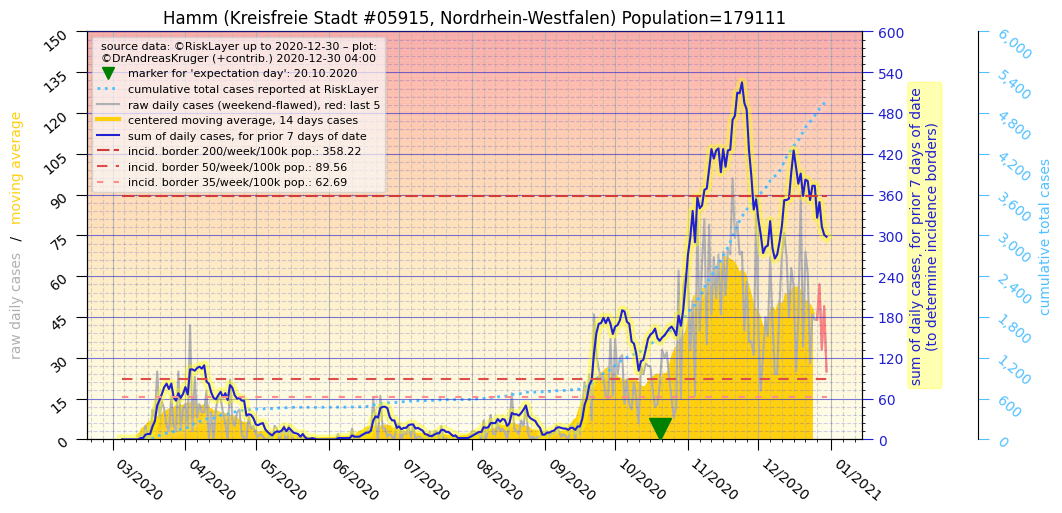 Hamm (Kreisfreie Stadt #05915, Nordrhein-Westfalen) Population=179111
source data: ©RiskLayer up to 2020-12-30 – plot:
©DrAndreasKruger (+contrib.) 2020-12-30 04:00
marker for 'expectation day': 20.10.2020
cumulative total cases reported at RiskLayer
raw daily cases (weekend-flawed), red: last 5
centered moving average, 14 days cases
sum of daily cases, for prior 7 days of date
incid. border 200/week/100k pop.: 358.22
incid. border 50/week/100k pop.: 89.56
incid. border 35/week/100k pop.: 62.69
raw daily cases / moving average
150
135
120
105
90
75
60
45
30
15
0
03/2020
04/2020
05/2020
06/2020
07/2020
08/2020
09/2020
10/2020
11/2020
12/2020
01/2021
600
540
480
420
360
300
240
180
120
60
0
sum of daily cases, for prior 7 days of date
(to determine incidence borders)
6,000
5,400
4,800
4,200
3,600
3,000
2,400
1,800
1,200
600
0
cumulative total cases